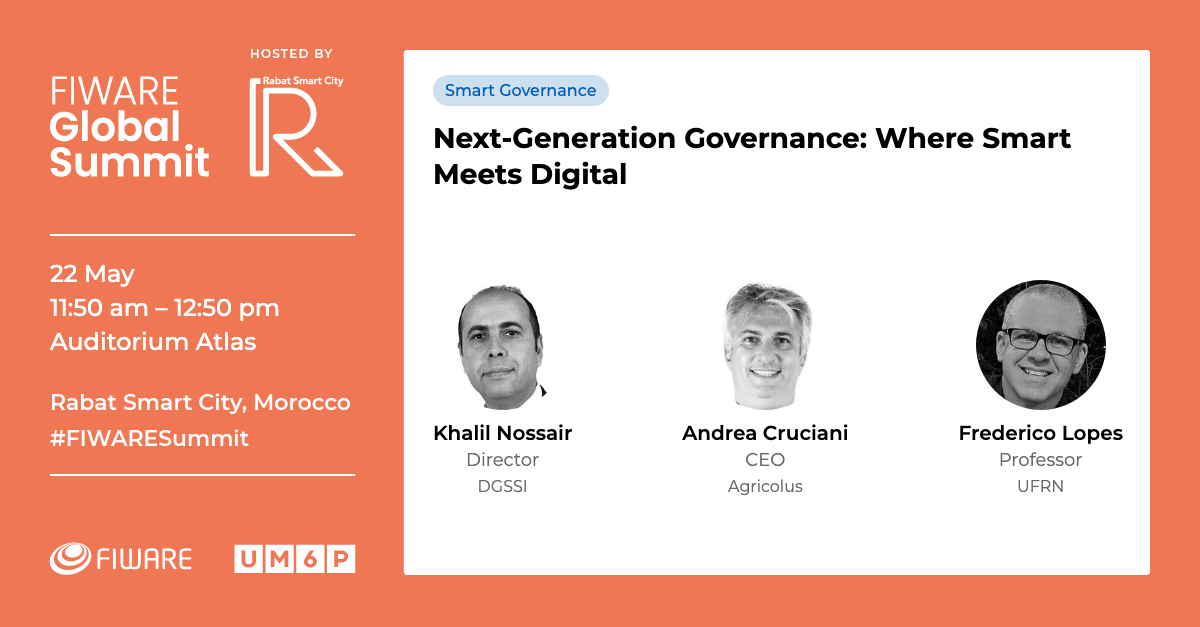 HOSTED BY
Rabat Smart City
R
FIWARE
Global
Summit
22 May
11:50 am – 12:50 pm
Auditorium Atlas
Rabat Smart City, Morocco
#FIWARESummit
FIWARE
UM6P
Smart Governance
Next-Generation Governance: Where Smart
Meets Digital
Khalil Nossair
Director
DGSSI
Andrea Cruciani
CEO
Agricolus
Frederico Lopes
Professor
UFRN